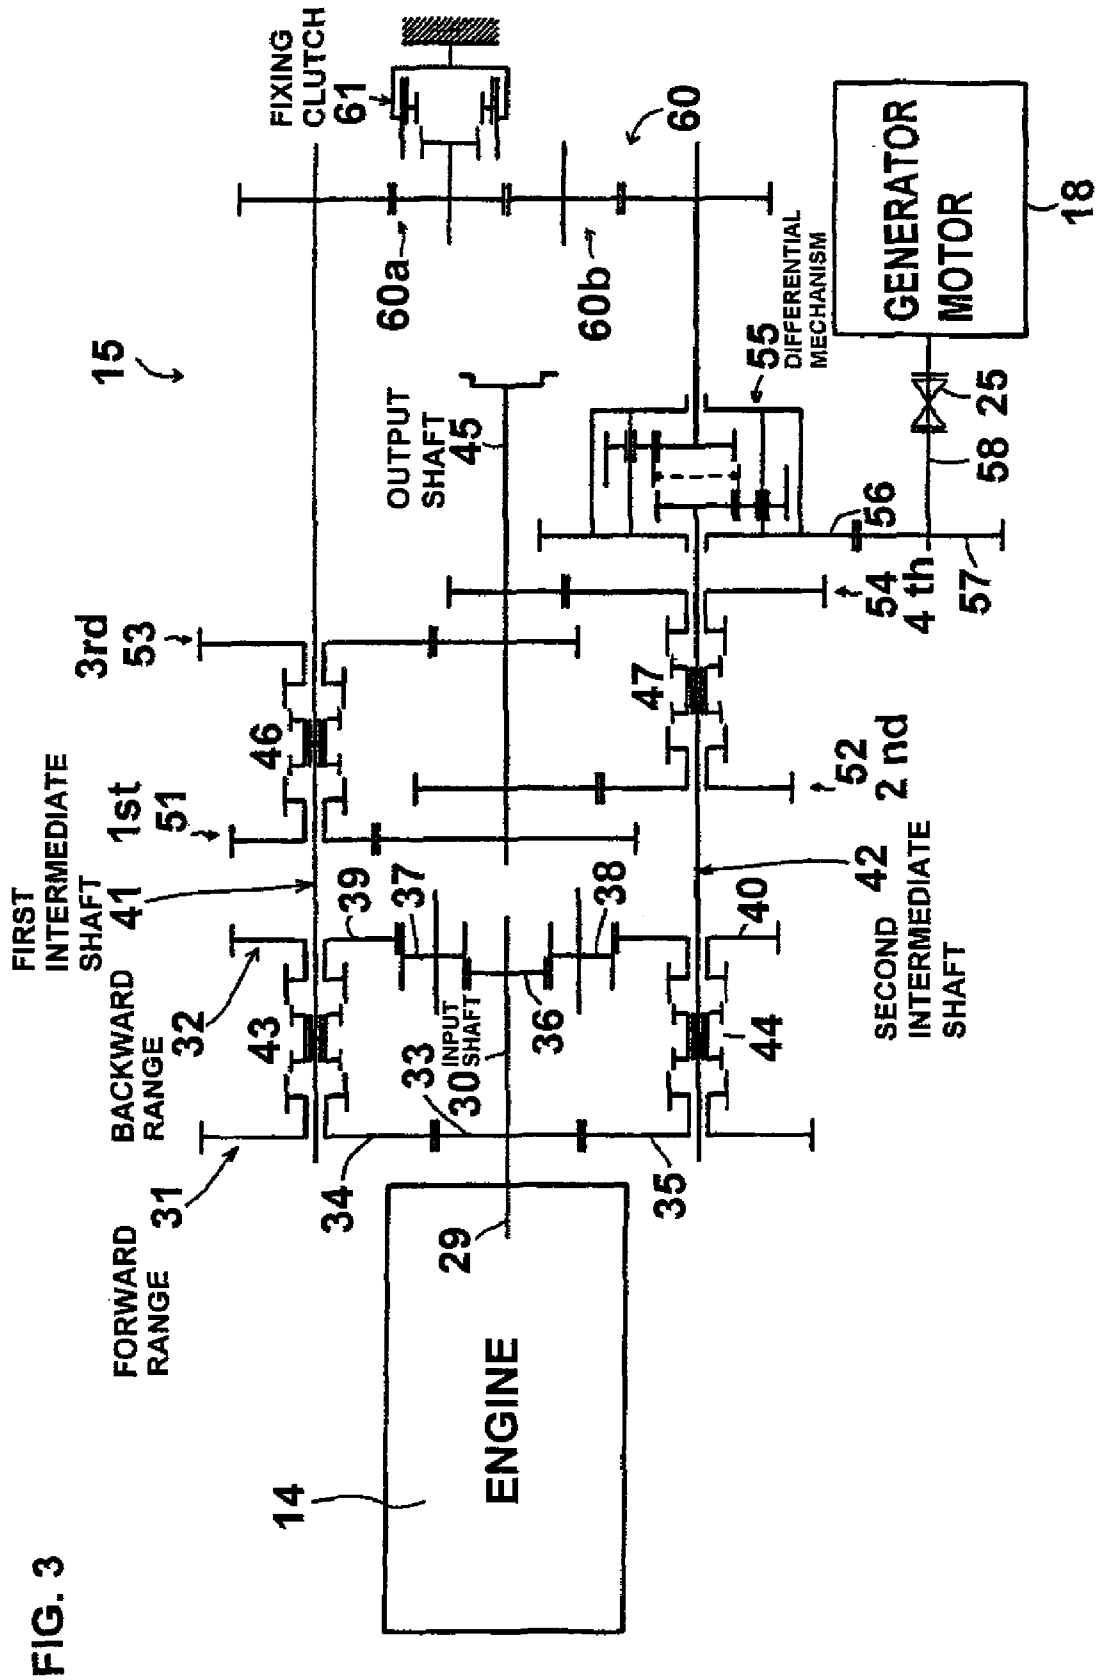 FIG. 3
14
ENGINE
29
FORWARD
RANGE
31
BACKWARD
RANGE
32
34
33
30
INPUT
SHAFT
35
36
43
44
FIRST
INTERMEDIATE
SHAFT
41
39
37
38
40
SECOND
INTERMEDIATE
SHAFT
42
1st
51
52
2 nd
46
47
3rd
53
54
4 th
OUTPUT
SHAFT
45
15
55
DIFFERENTIAL
MECHANISM
56
57
58
25
60a
60b
60
FIXING
CLUTCH
61
GENERATOR
MOTOR
18